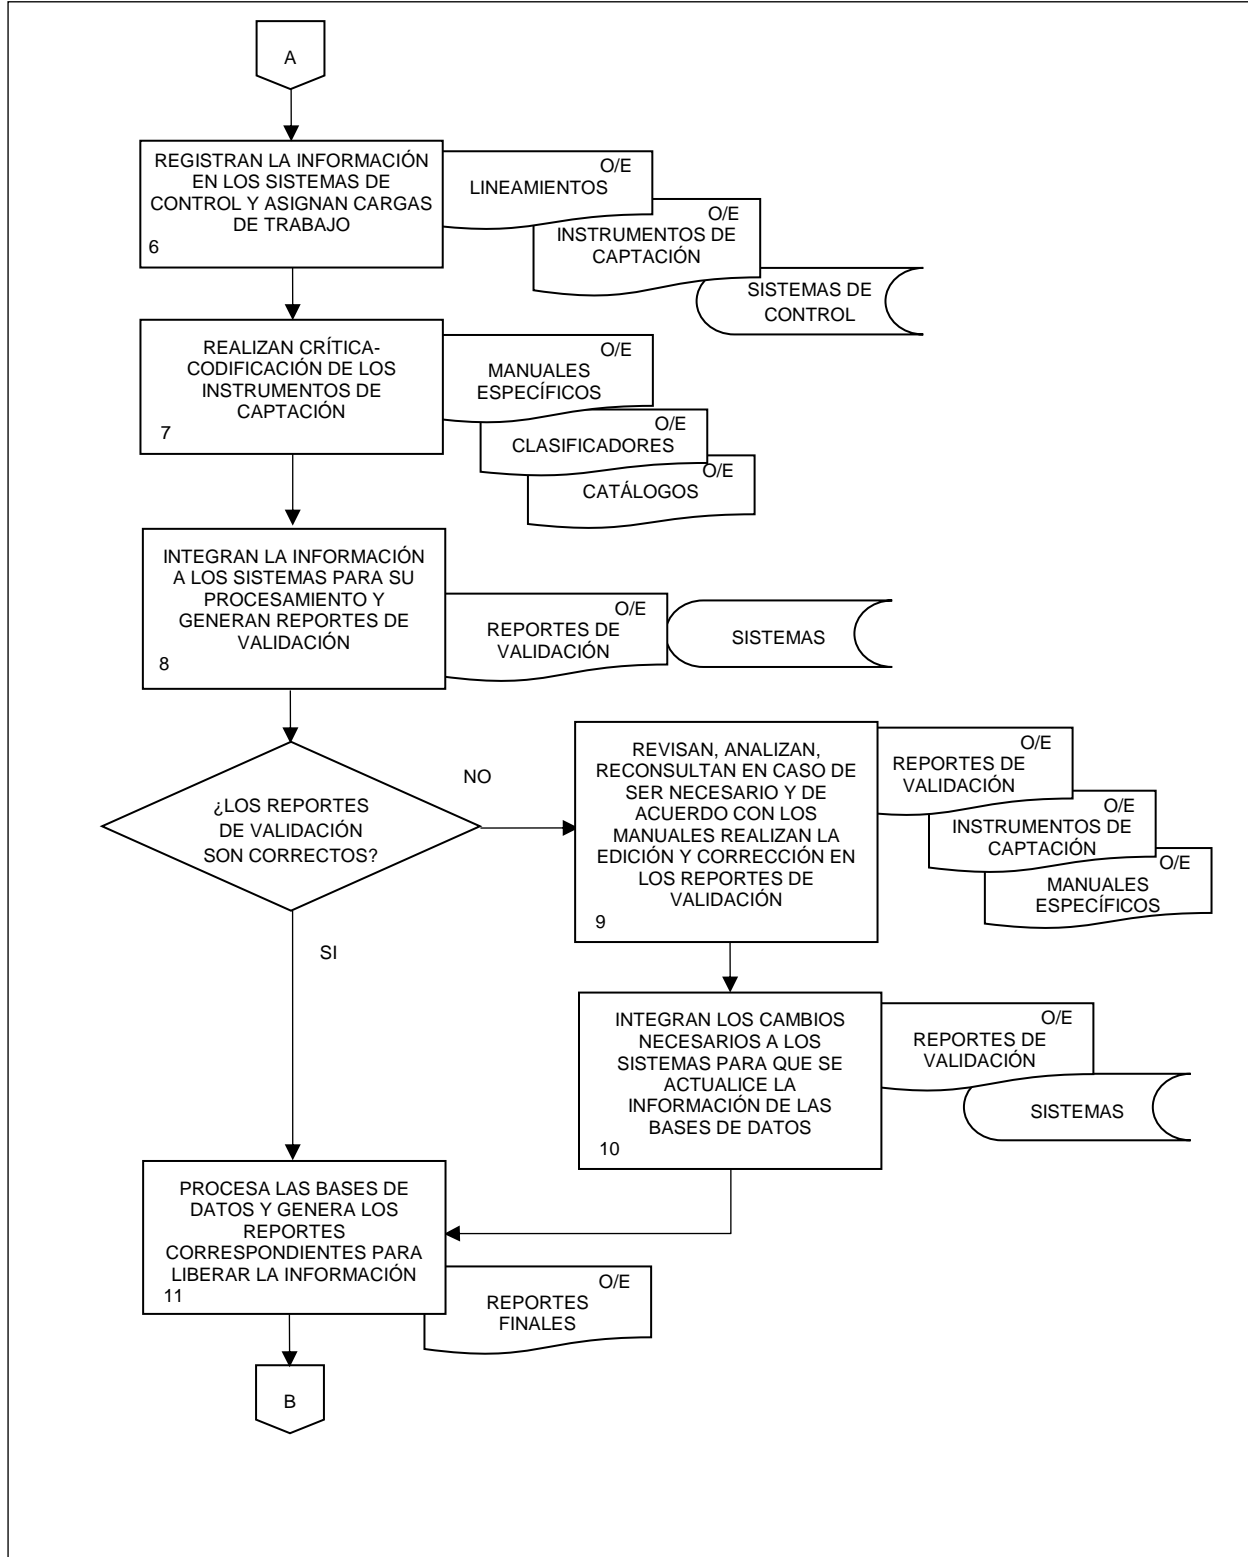 A
REGISTRAN LA INFORMACIÓN
EN LOS SISTEMAS DE
CONTROL Y ASIGNAN CARGAS
DE TRABAJO
6
O/E
LINEAMIENTOS
O/E
INSTRUMENTOS DE
CAPTACIÓN
SISTEMAS DE
CONTROL
REALIZAN CRÍTICA-
CODIFICACIÓN DE LOS
INSTRUMENTOS DE
CAPTACIÓN
7
O/E
MANUALES
ESPECÍFICOS
O/E
CLASIFICADORES
O/E
CATÁLOGOS
INTEGRAN LA INFORMACIÓN
A LOS SISTEMAS PARA SU
PROCESAMIENTO Y
GENERAN REPORTES DE
VALIDACIÓN
8
O/E
REPORTES DE
VALIDACIÓN
SISTEMAS
¿LOS REPORTES
DE VALIDACIÓN
SON CORRECTOS?
NO
SI
REVISAN, ANALIZAN,
RECONSULTAN EN CASO DE
SER NECESARIO Y DE
ACUERDO CON LOS
MANUALES REALIZAN LA
EDICIÓN Y CORRECCIÓN EN
LOS REPORTES DE
VALIDACIÓN
9
O/E
REPORTES DE
VALIDACIÓN
O/E
INSTRUMENTOS DE
CAPTACIÓN
O/E
MANUALES
ESPECÍFICOS
INTEGRAN LOS CAMBIOS
NECESARIOS A LOS
SISTEMAS PARA QUE SE
ACTUALICE LA
INFORMACIÓN DE LAS
BASES DE DATOS
10
O/E
REPORTES DE
VALIDACIÓN
SISTEMAS
PROCESA LAS BASES DE
DATOS Y GENERA LOS
REPORTES
CORRESPONDIENTES PARA
LIBERAR LA INFORMACIÓN
11
O/E
REPORTES
FINALES
B